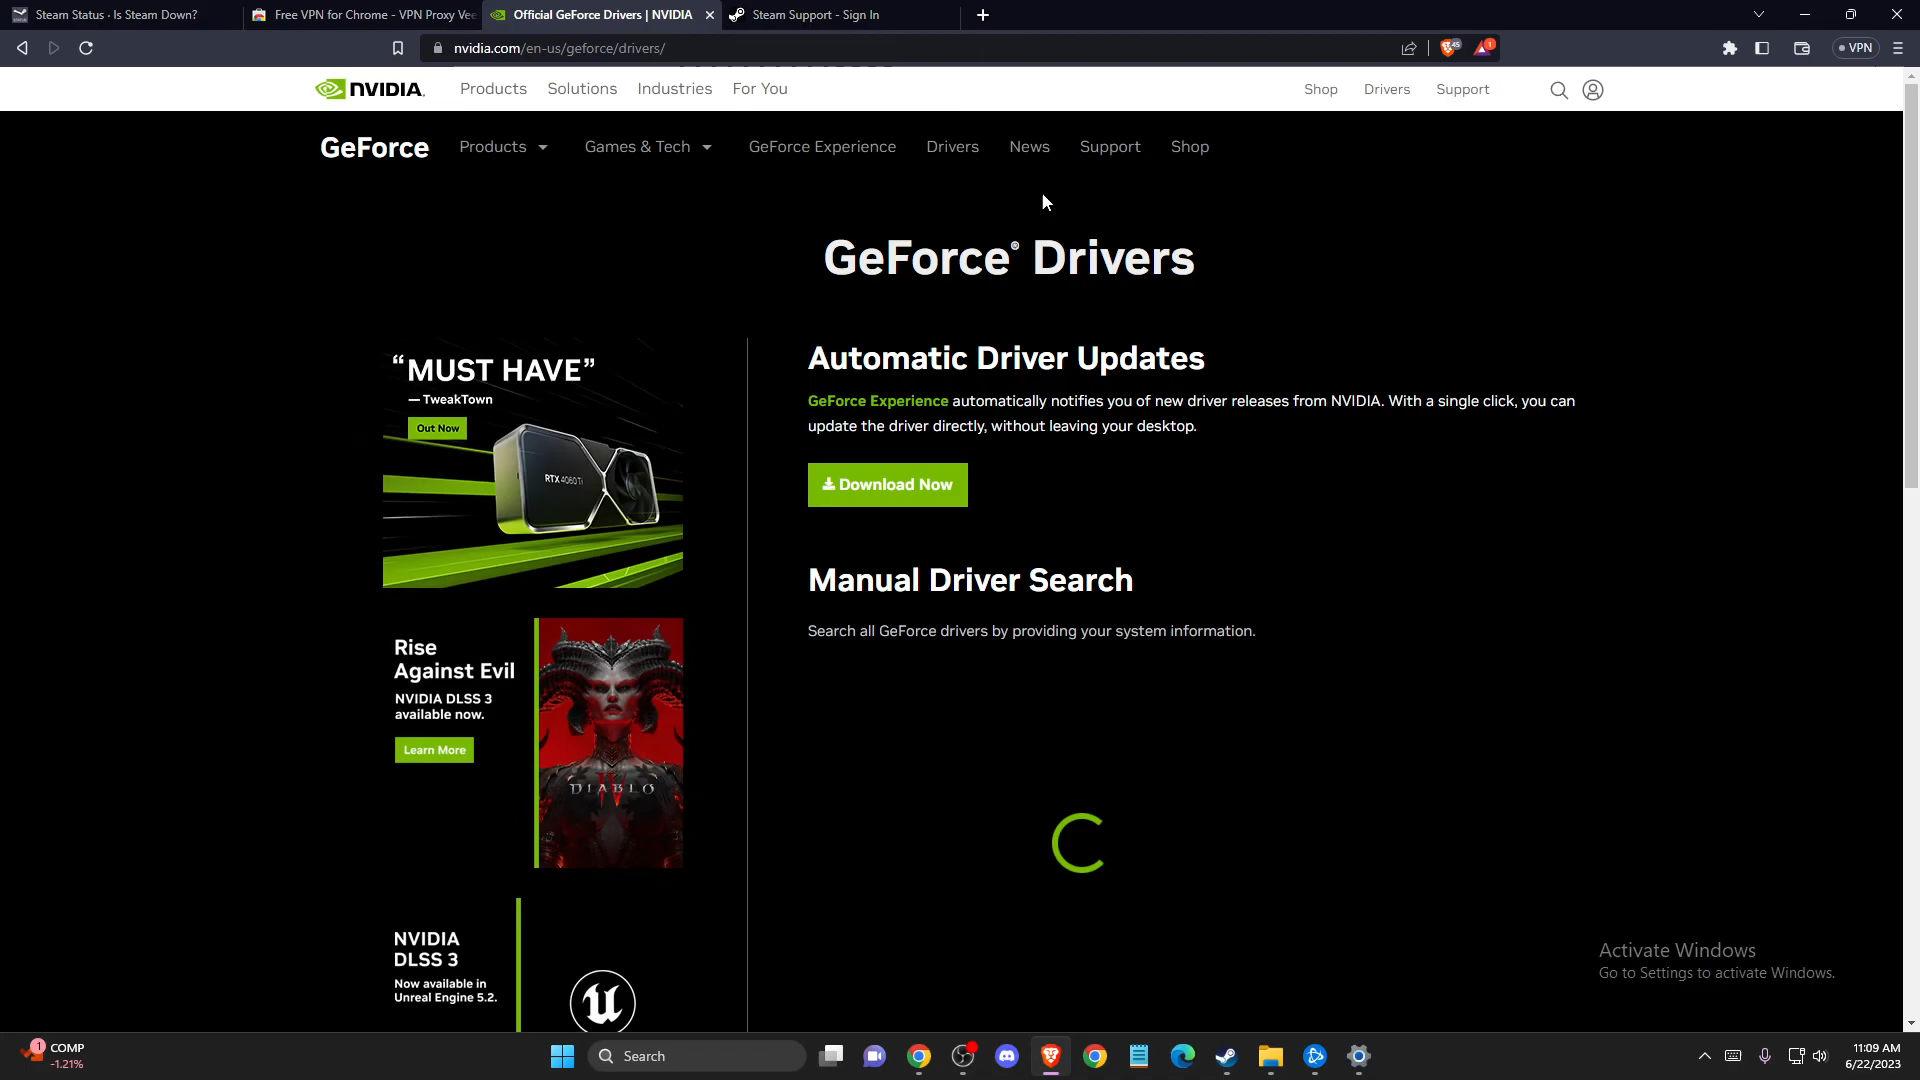 Steam Status · Is Steam Down?
Free VPN for Chrome - VPN Proxy Vee
Official GeForce Drivers | NVIDIA
Steam Support - Sign In
nvidia.com/en-us/geforce/drivers/
45
1
VPN
NVIDIA.
Products
Solutions
Industries
For You
Shop
Drivers
Support
GeForce
Products
Games & Tech
GeForce Experience
Drivers
News
Support
Shop
GeForce® Drivers
“MUST HAVE”
— TweakTown
Out Now
RTX 4060 Ti
Automatic Driver Updates
GeForce Experience automatically notifies you of new driver releases from NVIDIA. With a single click, you can
update the driver directly, without leaving your desktop.
Download Now
Manual Driver Search
Search all GeForce drivers by providing your system information.
Rise
Against Evil
NVIDIA DLSS 3
available now.
Learn More
DIABLO
IV
NVIDIA
DLSS 3
Now available in
Unreal Engine 5.2.
Activate Windows
Go to Settings to activate Windows.
1
COMP
-1.21%
Search
11:09 AM
6/22/2023